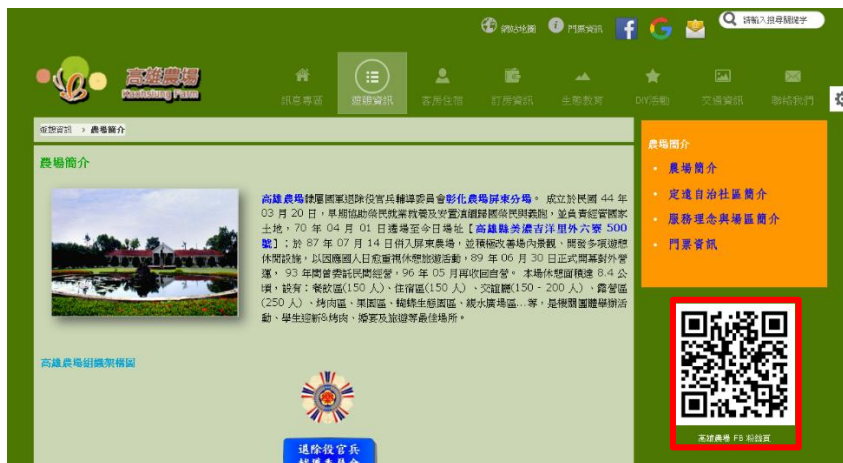 網站地圖
門票資訊
請輸入搜尋關鍵字
高雄農場
Kaohsiung Farm
訊息專區
遊憩資訊
客房住宿
訂房資訊
生態教育
DIY活動
交通資訊
聯絡我們
遊憩資訊 > 農場簡介
農場簡介
高雄農場隸屬國軍退除役官兵輔導委員會彰化農場屏東分場。 成立於民國 44 年
03 月 20 日，早期協助榮民就業就養及安置滇緬歸國榮民與義胞，並負責經管國家
土地，70 年 04 月 01 日遷場至今日場址【高雄縣美濃吉洋里外六寮 500
號】；於 87 年 07 月 14 日併入屏東農場，並積極改善場內景觀、開發多項遊憩
休閒設施，以因應國人日愈重視休憩旅遊活動，89 年 06 月 30 日正式開幕對外營
運， 93 年間曾委託民間經營，96 年 05 月再收回自營。 本場休憩面積達 8.4 公
頃，設有：餐飲區(150 人)、住宿區(150 人) 、交誼廳(150 - 200 人) 、露營區
(250 人) 、烤肉區、果園區、蝴蝶生態園區、親水廣場區…等，是機關團體舉辦活
動、學生迎新&烤肉、婚宴及旅遊等最佳場所。
高雄農場組織架構圖
退除役官兵
輔導委員會
農場簡介
• 農場簡介
• 定遠自治社區簡介
• 服務理念與場區簡介
• 門票資訊
高雄農場 FB 粉絲頁